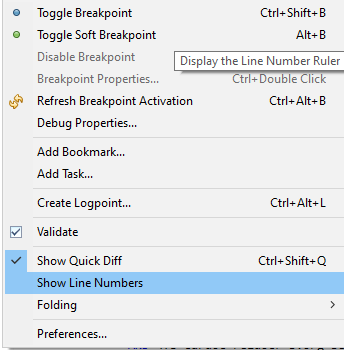 Toggle Breakpoint Ctrl+Shift+B
Toggle Soft Breakpoint Alt+B
Disable Breakpoint
Display the Line Number Ruler
Breakpoint Properties... Ctrl+Double Click
Refresh Breakpoint Activation Ctrl+Alt+B
Debug Properties...
Add Bookmark...
Add Task...
Create Logpoint... Ctrl+Alt+L
Validate
Show Quick Diff Ctrl+Shift+Q
Show Line Numbers
Folding
Preferences...